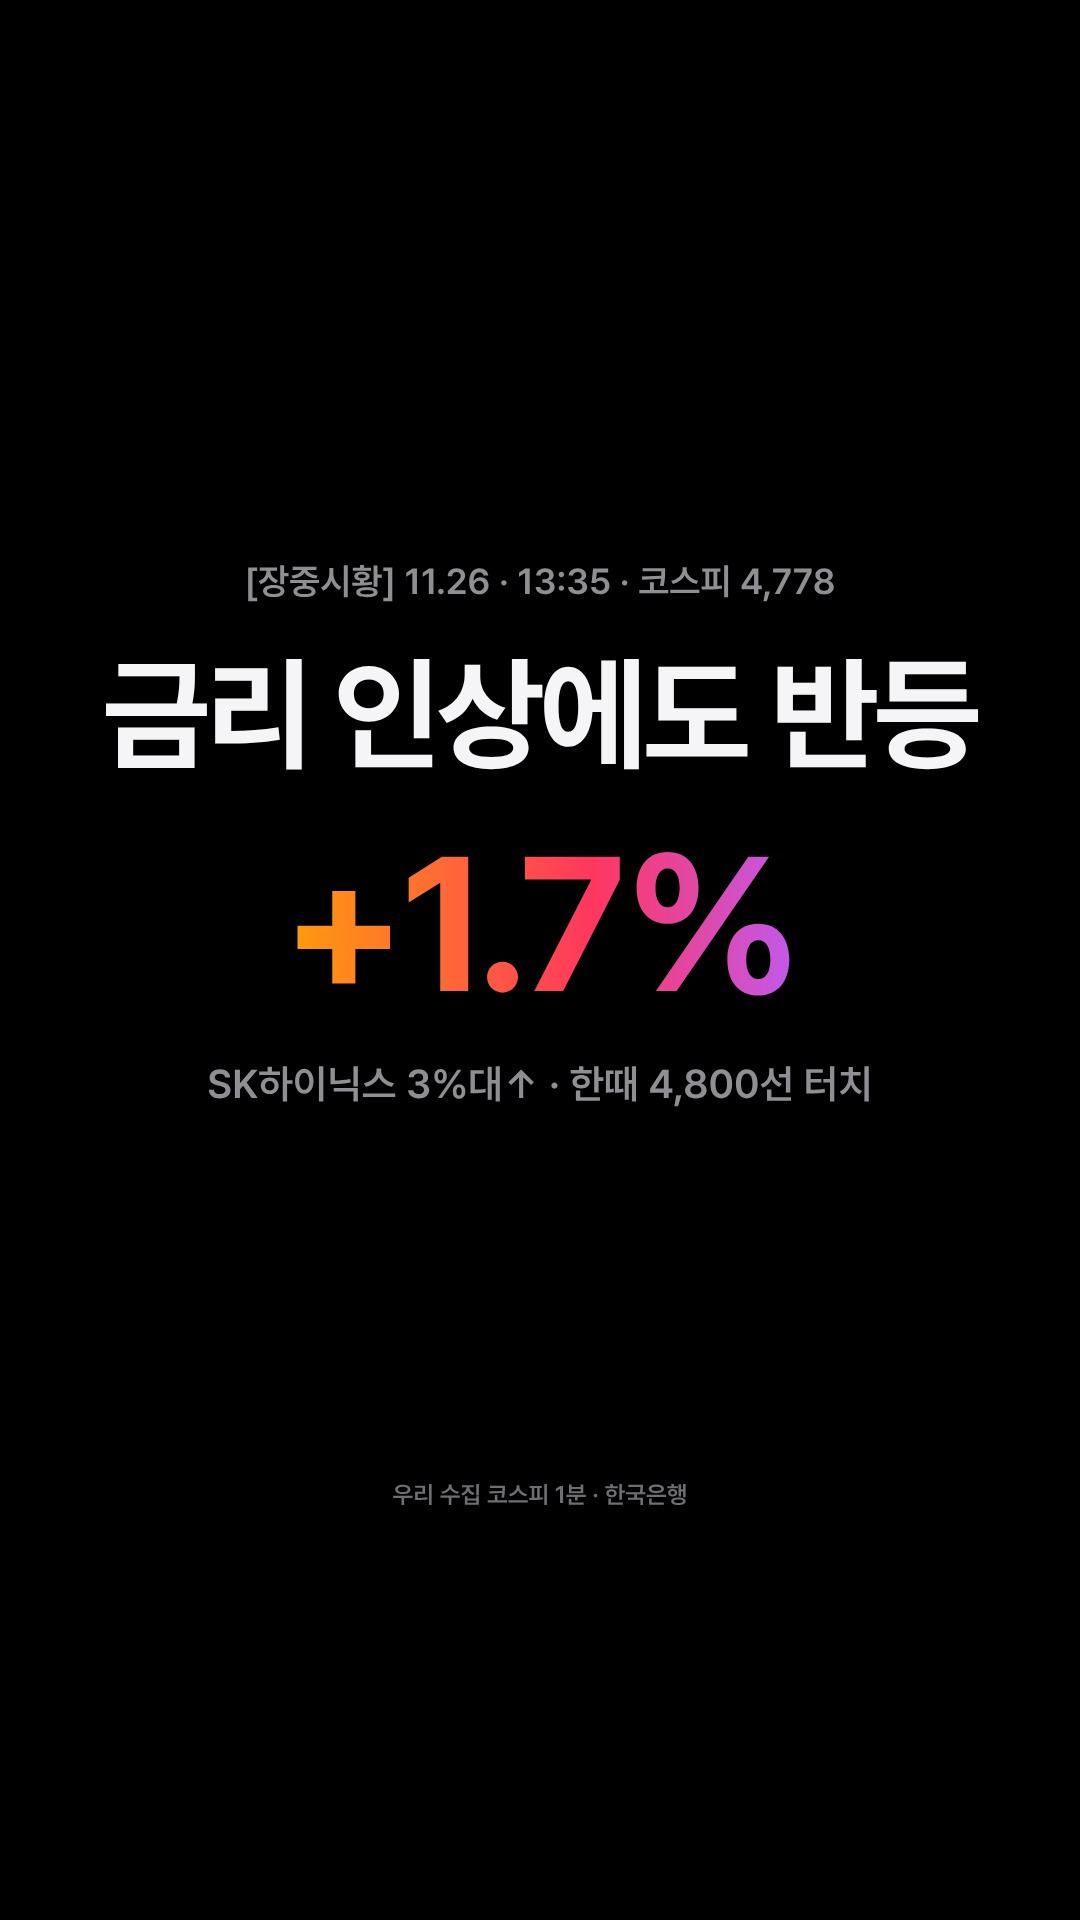 [장중시황] 11.26 · 13:35 · 코스피 4,778
금리 인상에도 반등
+1.7%
SK하이닉스 3%대↑ · 한때 4,800선 터치
우리 수집 코스피 1분 · 한국은행